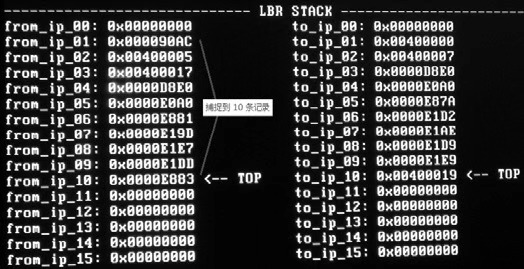 LBR STACK
from_ip_00: 0x00000000 to_ip_00: 0x00000000
from_ip_01: 0x000090AC to_ip_01: 0x00400000
from_ip_02: 0x00400005 to_ip_02: 0x00400007
from_ip_03: 0x00400017 to_ip_03: 0x0000D8E0
from_ip_04: 0x0000D8E0 to_ip_04: 0x0000E0A0
from_ip_05: 0x0000E0A0 to_ip_05: 0x0000E87A
from_ip_06: 0x0000E881 to_ip_06: 0x0000E1D2
from_ip_07: 0x0000E19D to_ip_07: 0x0000E1AE
from_ip_08: 0x0000E1E7 to_ip_08: 0x0000E1D9
from_ip_09: 0x0000E1DD to_ip_09: 0x0000E1E9
from_ip_10: 0x0000E883 <-- TOP to_ip_10: 0x00400019 <-- TOP
from_ip_11: 0x00000000 to_ip_11: 0x00000000
from_ip_12: 0x00000000 to_ip_12: 0x00000000
from_ip_13: 0x00000000 to_ip_13: 0x00000000
from_ip_14: 0x00000000 to_ip_14: 0x00000000
from_ip_15: 0x00000000 to_ip_15: 0x00000000
捕捉到 10 条记录